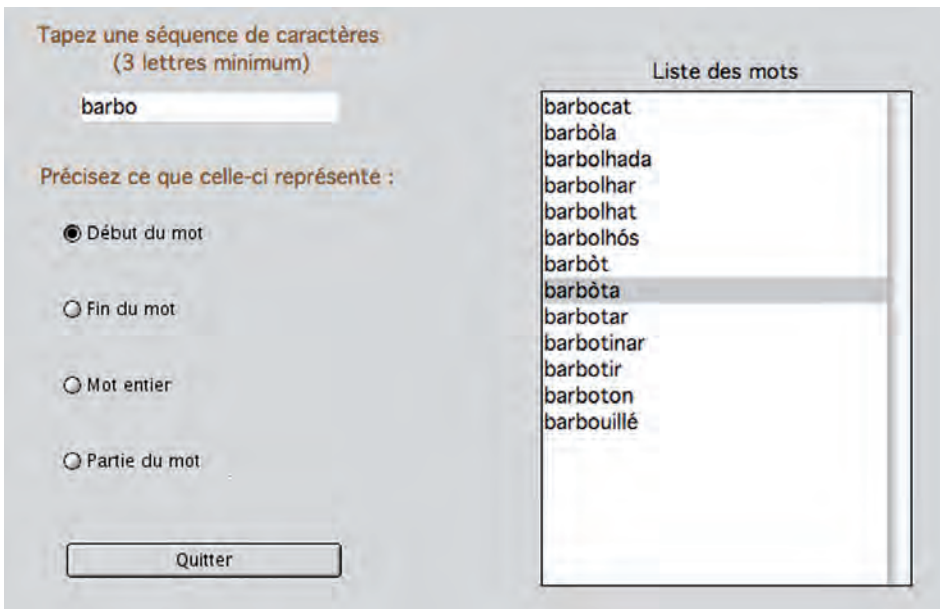 Tapez une séquence de caractères
(3 lettres minimum)
barbo
Précisez ce que celle-ci représente :
Début du mot
Fin du mot
Mot entier
Partie du mot
Quitter
Liste des mots
barbocat
barbòla
barbolhada
barbolhar
barbolhat
barbolhós
barbòt
barbòta
barbotar
barbotinar
barbotir
barboton
barbouillé